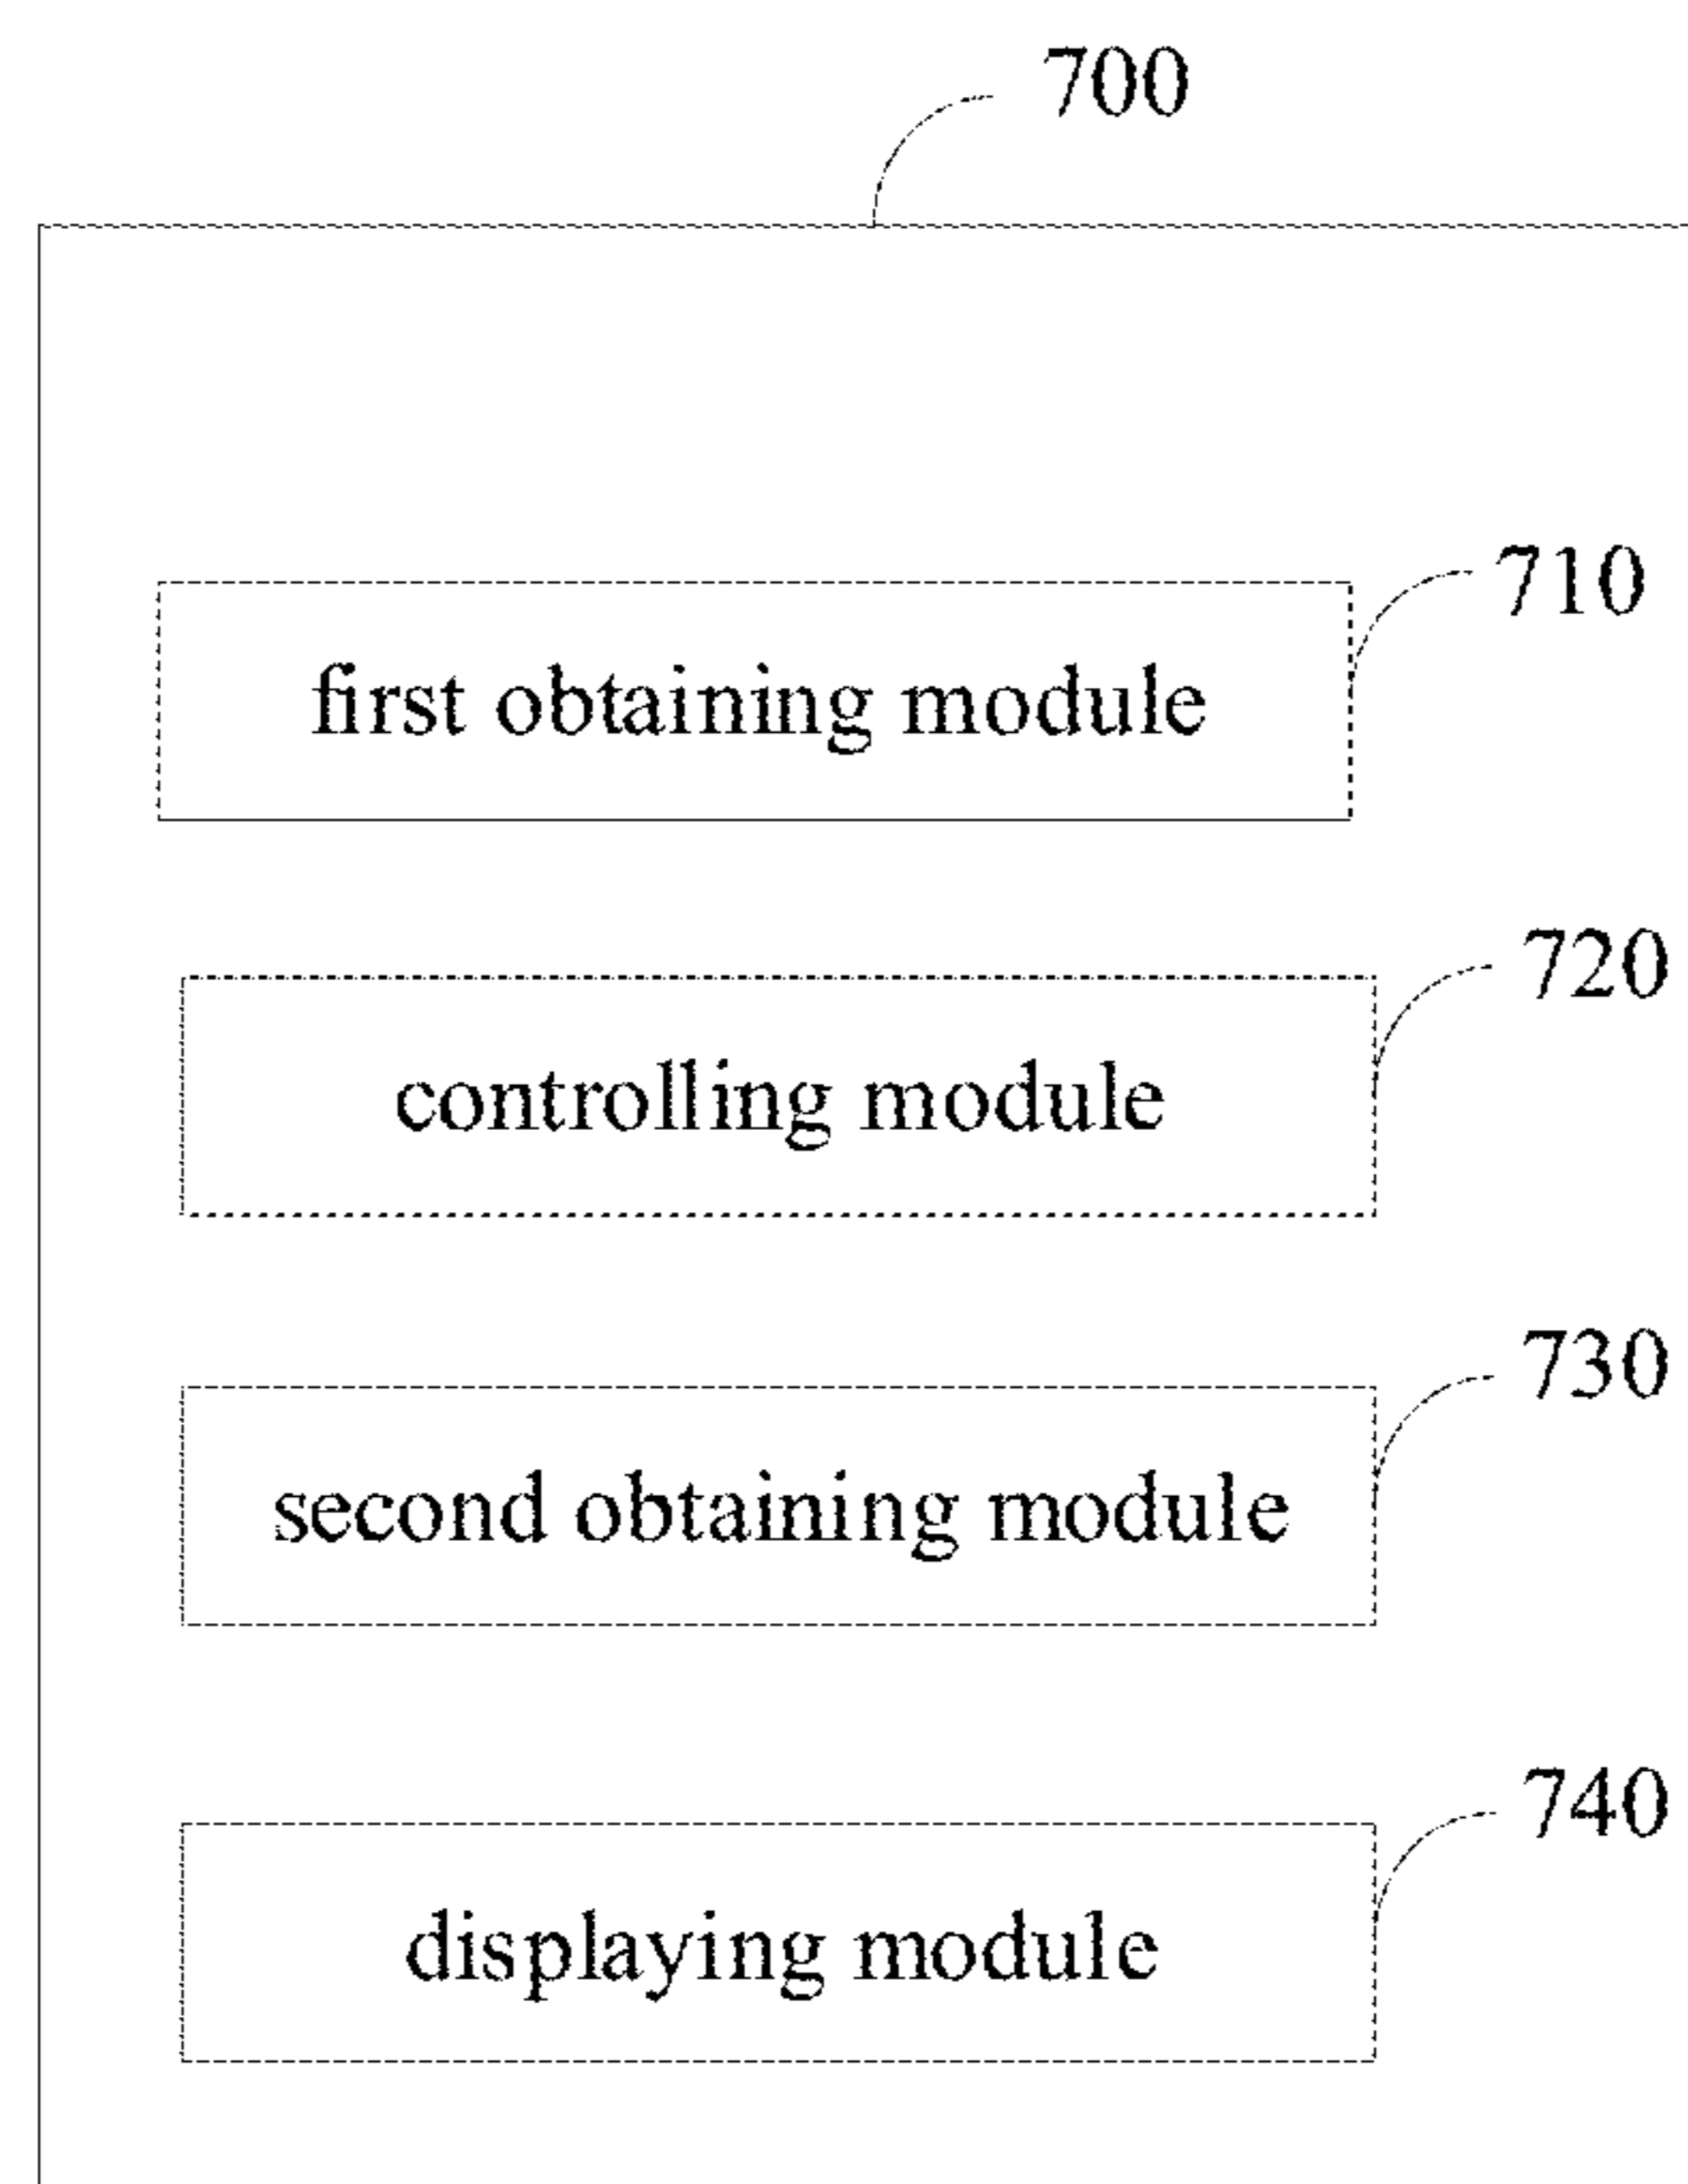 700
710
first obtaining module
720
controlling module
730
second obtaining module
740
displaying module